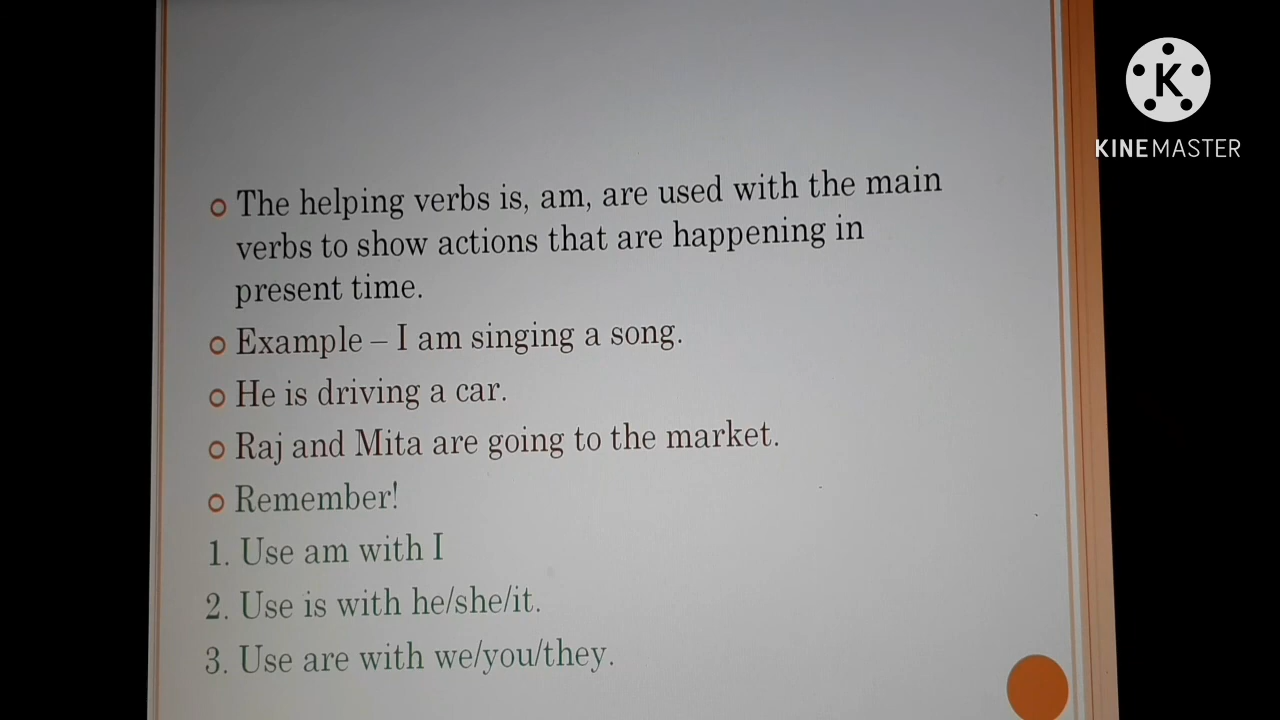 K
KINEMASTER
The helping verbs is, am, are used with the main
verbs to show actions that are happening in
present time.
Example – I am singing a song.
He is driving a car.
Raj and Mita are going to the market.
Remember!
1. Use am with I
2. Use is with he/she/it.
3. Use are with we/you/they.